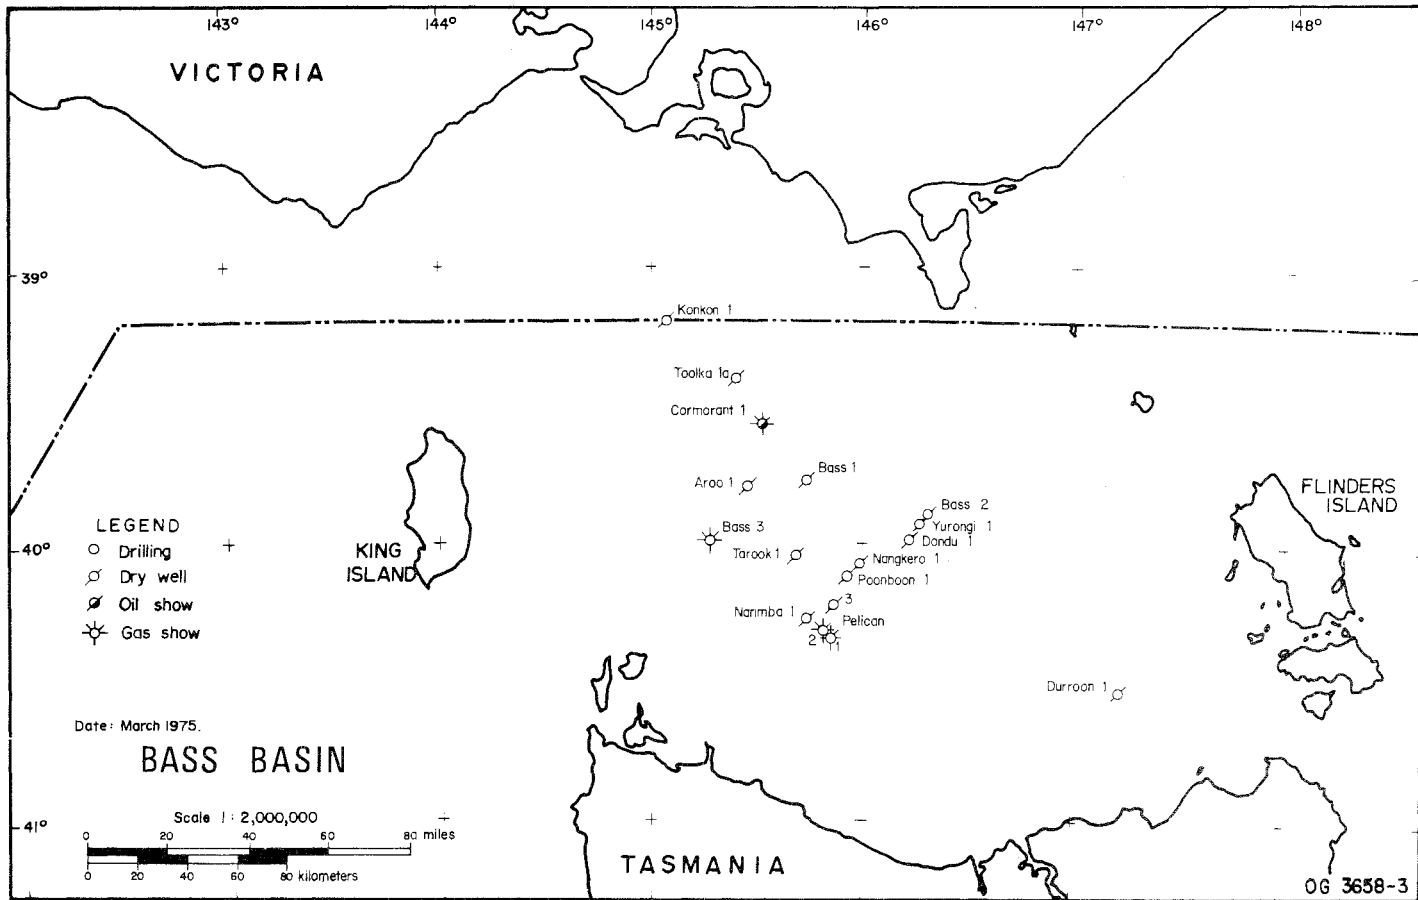 143° 144° 145° 146° 147° 148°
VICTORIA
39°
Konkon 1
Toolka 1a
Cormorant 1
Bass 1
Aroo 1
FLINDERS
ISLAND
Bass 2
LEGEND
Bass 3
Yurongi 1
Drilling
40°
KING
ISLAND
Dondu 1
Tarook 1
Nangkero 1
Dry well
Poonboon 1
Oil show
3
Narimba 1
Pelican
Gas show
2
1
Durroon 1
Date: March 1975.
BASS BASIN
Scale 1 : 2,000,000
41°
0 20 40 60 80 miles
0 20 40 60 80 kilometers
TASMANIA
OG 3658-3